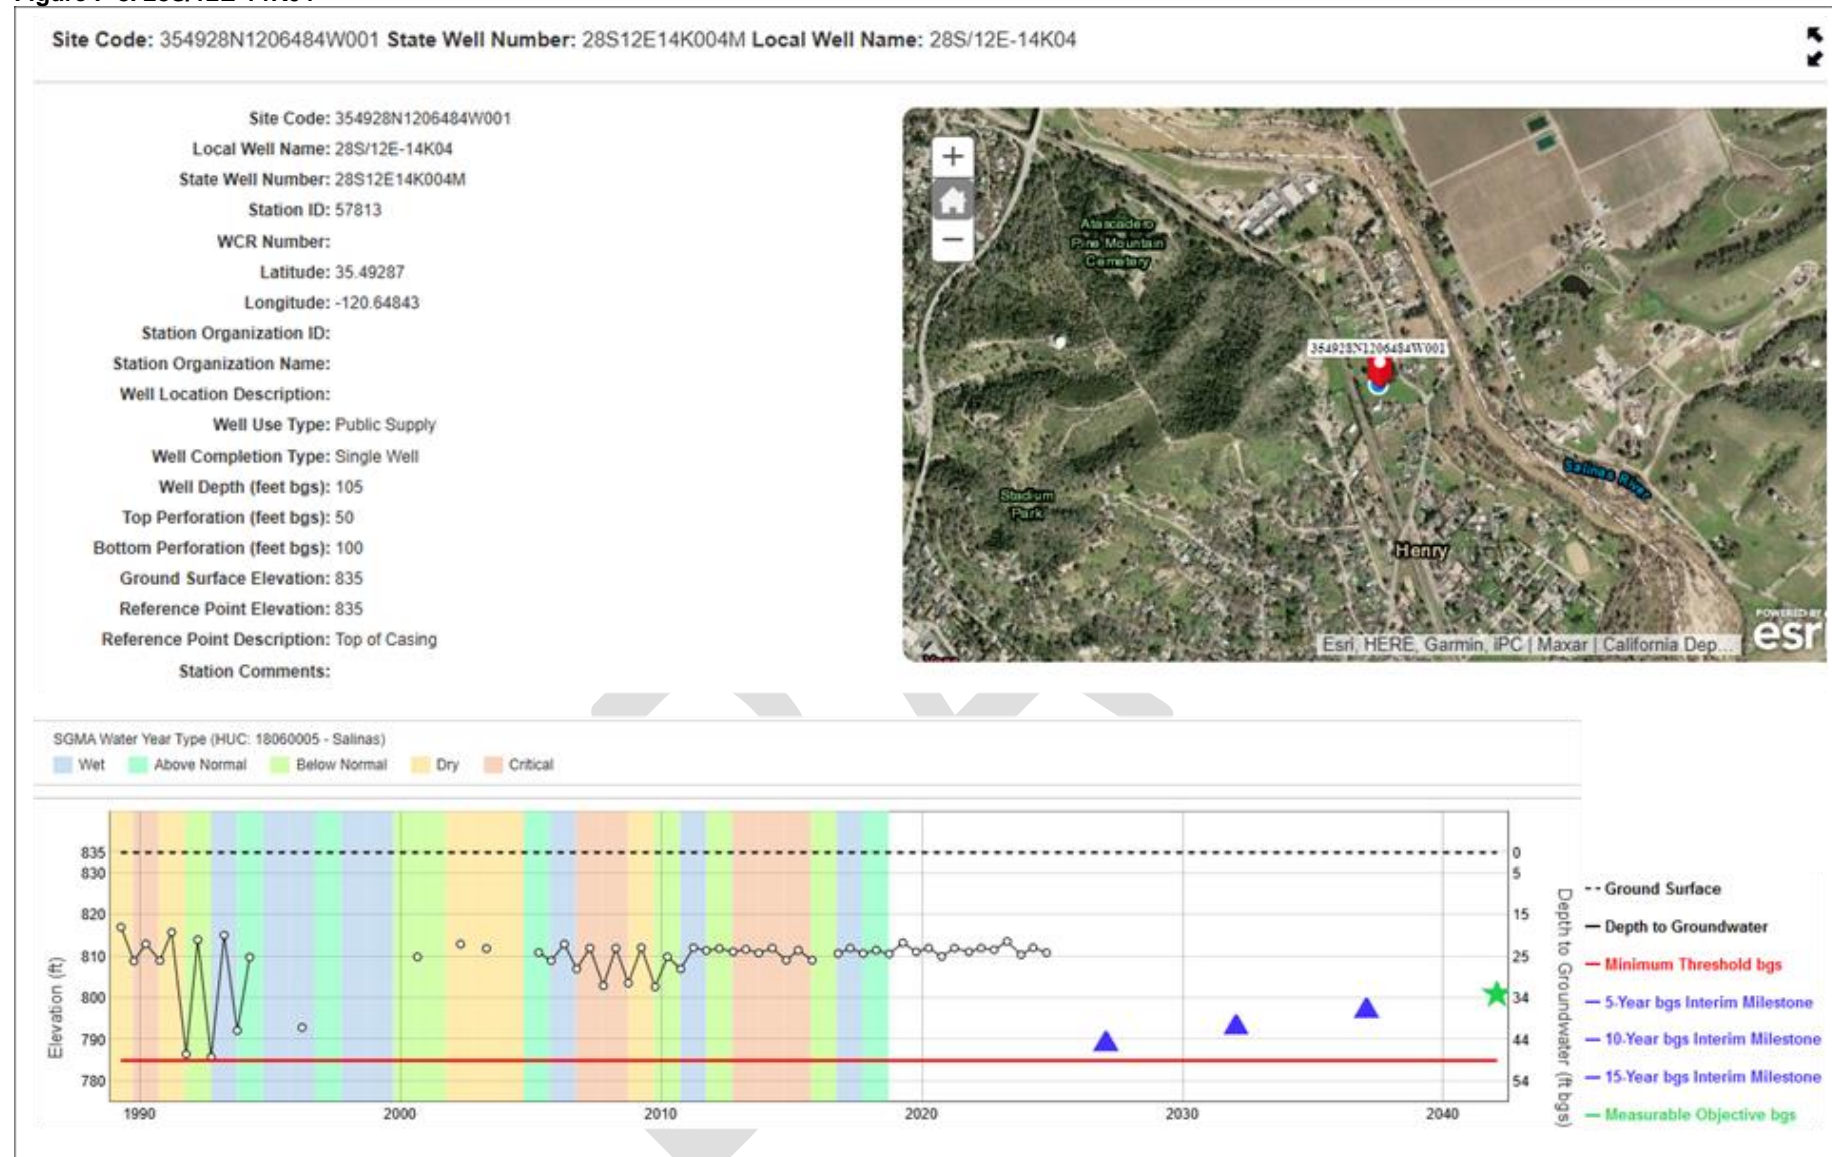 Site Code: 354928N1206484W001 State Well Number: 28S12E14K004M Local Well Name: 28S/12E-14K04
Site Code: 354928N1206484W001
Local Well Name: 28S/12E-14K04
State Well Number: 28S12E14K004M
Station ID: 57813
WCR Number:
Latitude: 35.49287
Longitude: -120.64843
Station Organization ID:
Station Organization Name:
Well Location Description:
Well Use Type: Public Supply
Well Completion Type: Single Well
Well Depth (feet bgs): 105
Top Perforation (feet bgs): 50
Bottom Perforation (feet bgs): 100
Ground Surface Elevation: 835
Reference Point Elevation: 835
Reference Point Description: Top of Casing
Station Comments:
+
−
Atascadero
Pine Mountain
Cemetery
354928N1206484W001
Salinas River
Stadium
Park
Henry
POWERED BY
esri
Esri, HERE, Garmin, iPC | Maxar | California Dep...
SGMA Water Year Type (HUC: 18060005 - Salinas)
Wet Above Normal Below Normal Dry Critical
Elevation (ft)
835
830
820
810
800
790
780
1990 2000 2010 2020 2030 2040
0
5
15
25
34
44
54
Depth to Groundwater (ft bgs)
Ground Surface
Depth to Groundwater
Minimum Threshold bgs
5-Year bgs Interim Milestone
10-Year bgs Interim Milestone
15-Year bgs Interim Milestone
Measurable Objective bgs